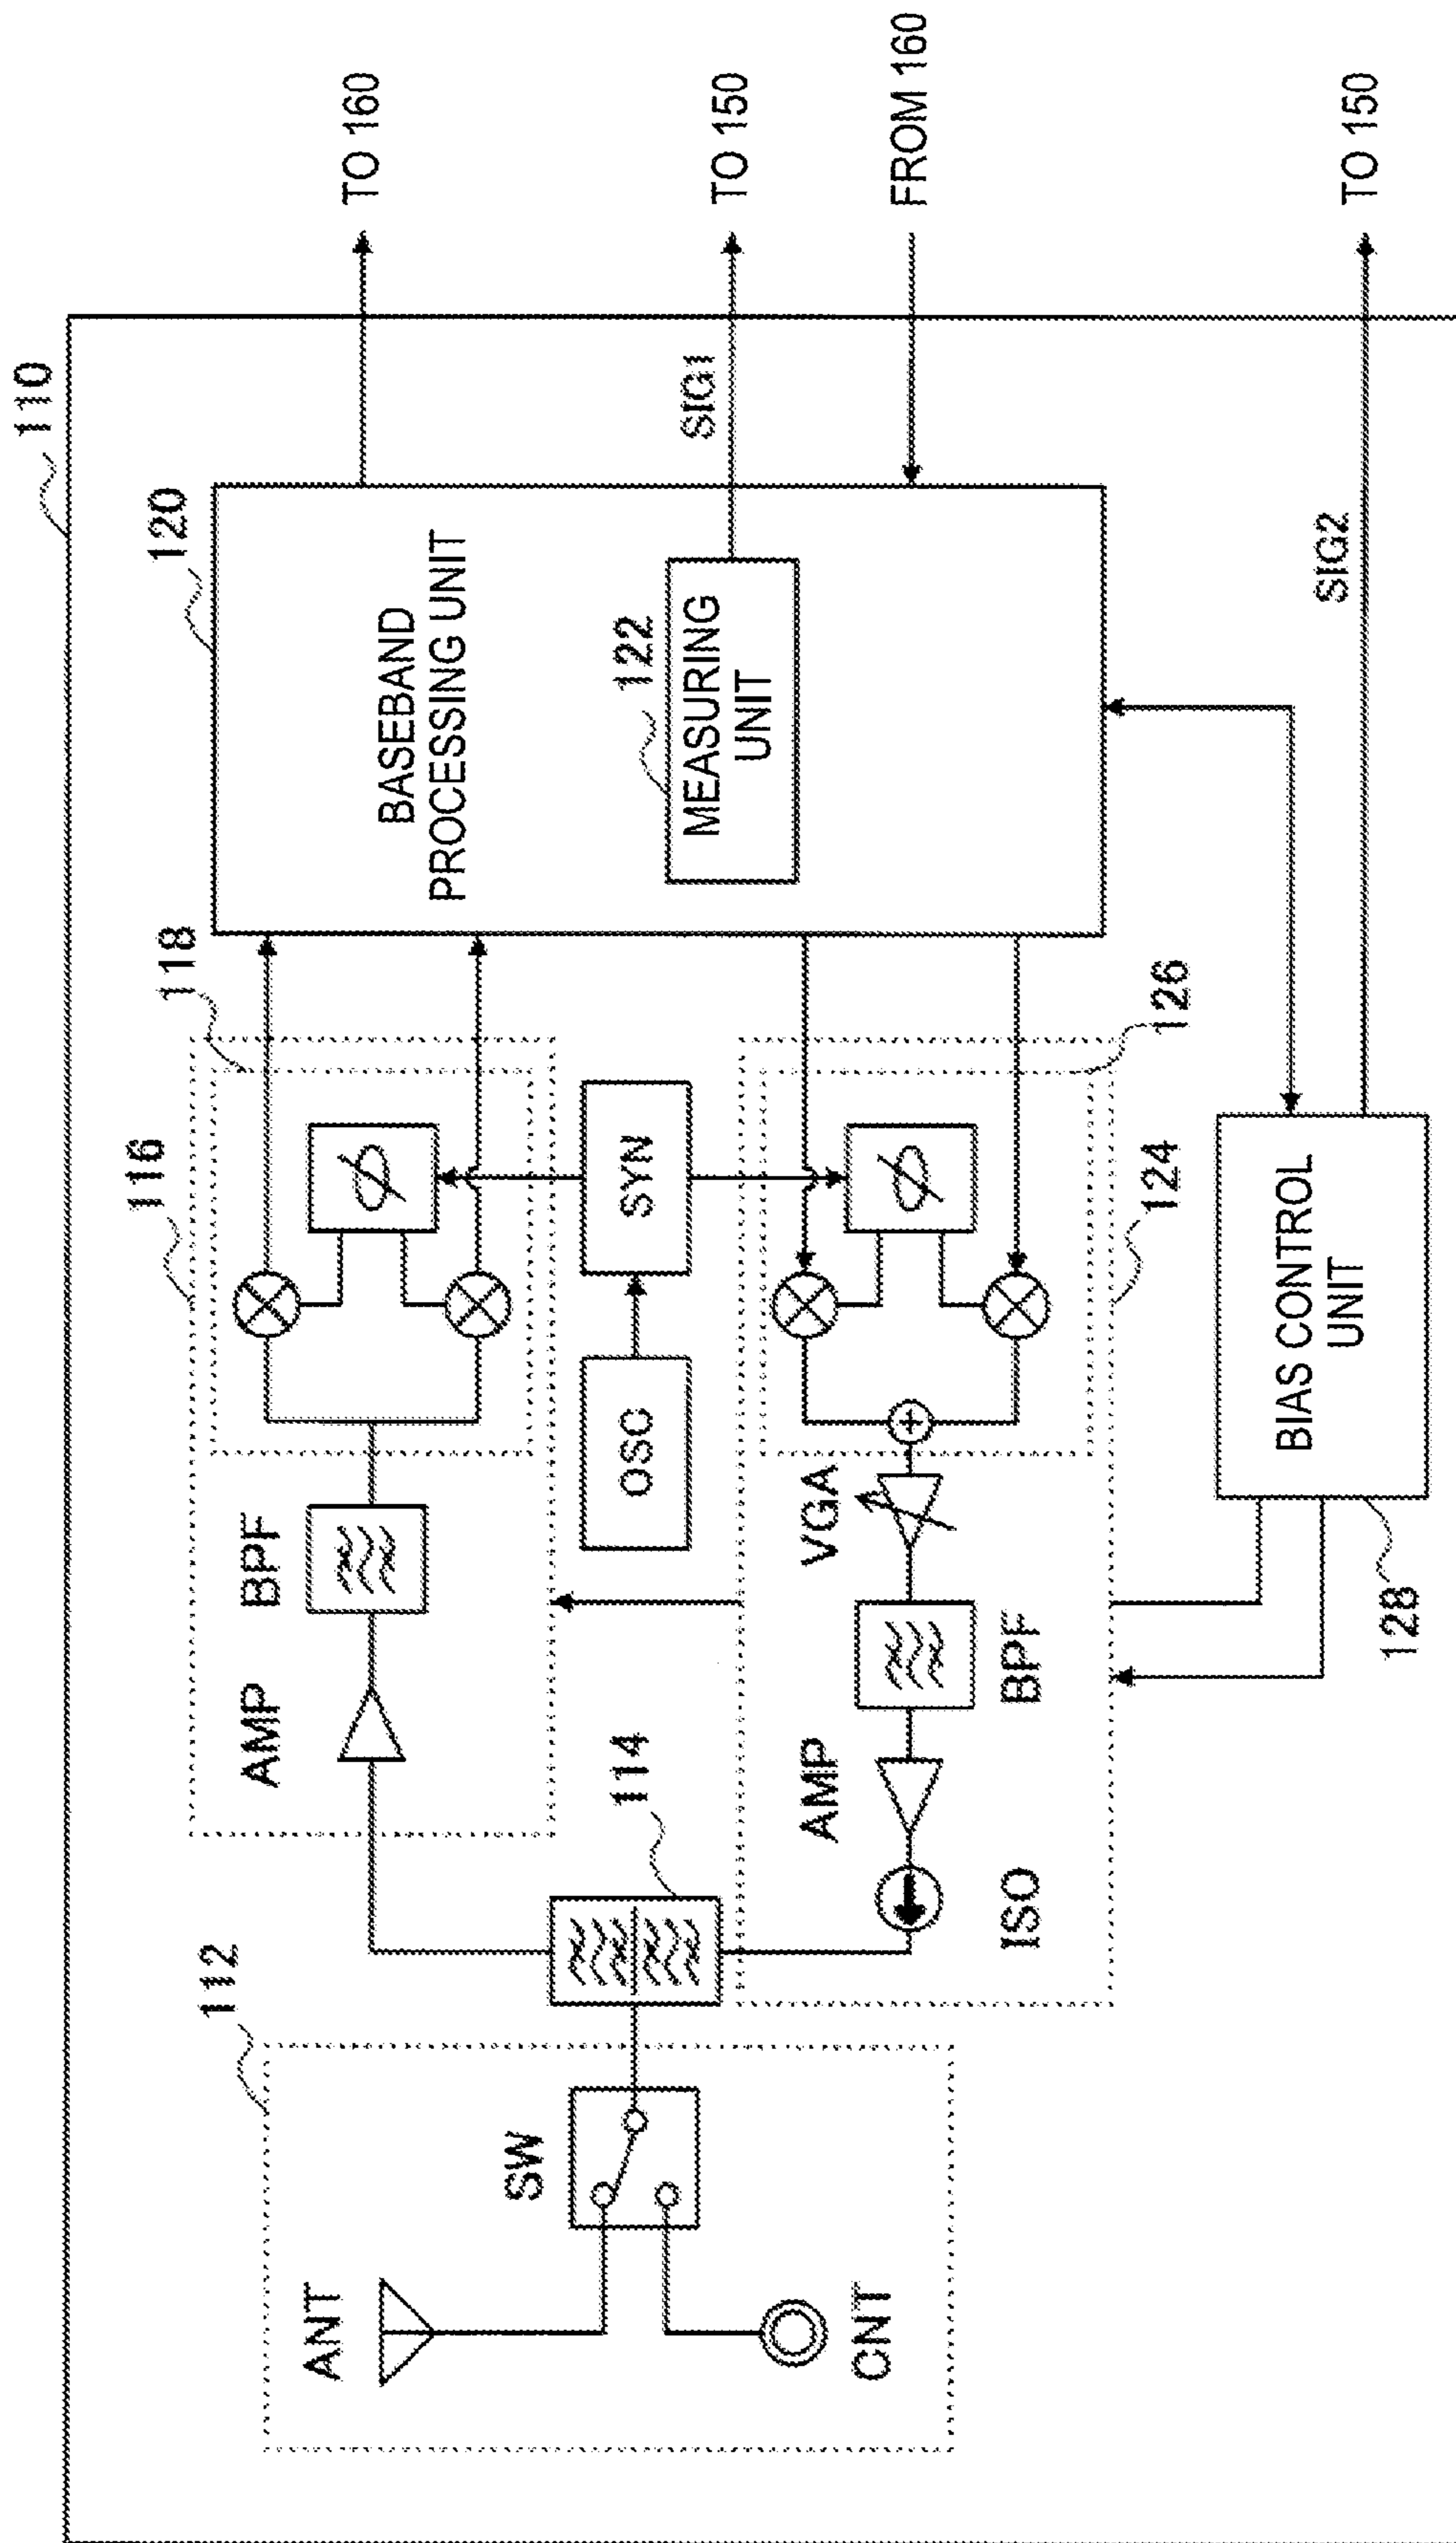 110
112
ANT
CNT
SW
114
116
AMP
BPF
118
OSC
SYN
ISO
AMP
BPF
VGA
124
126
120
BASEBAND
PROCESSING UNIT
122
MEASURING
UNIT
128
BIAS CONTROL
UNIT
TO 160
SIG1
TO 150
FROM 160
SIG2
TO 150